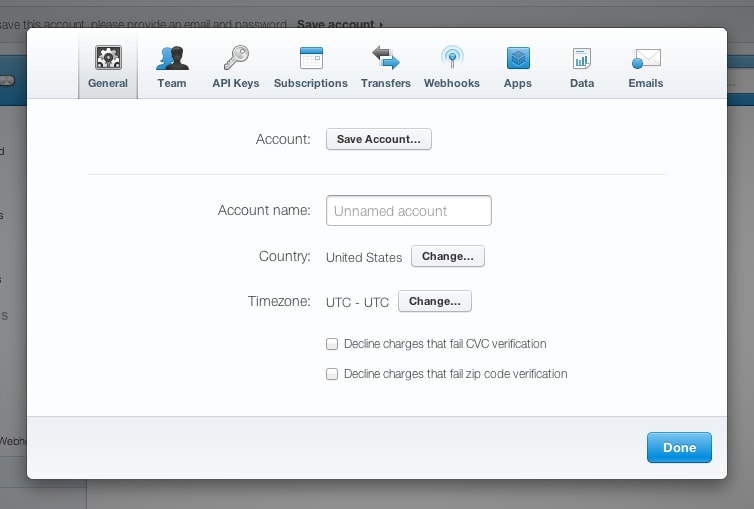 save this account, please provide an email and password. Save account
General Team API Keys Subscriptions Transfers Webhooks Apps Data Emails
Account: Save Account...
Account name: Unnamed account
Country: United States Change...
Timezone: UTC - UTC Change...
Decline charges that fail CVC verification
Decline charges that fail zip code verification
Done